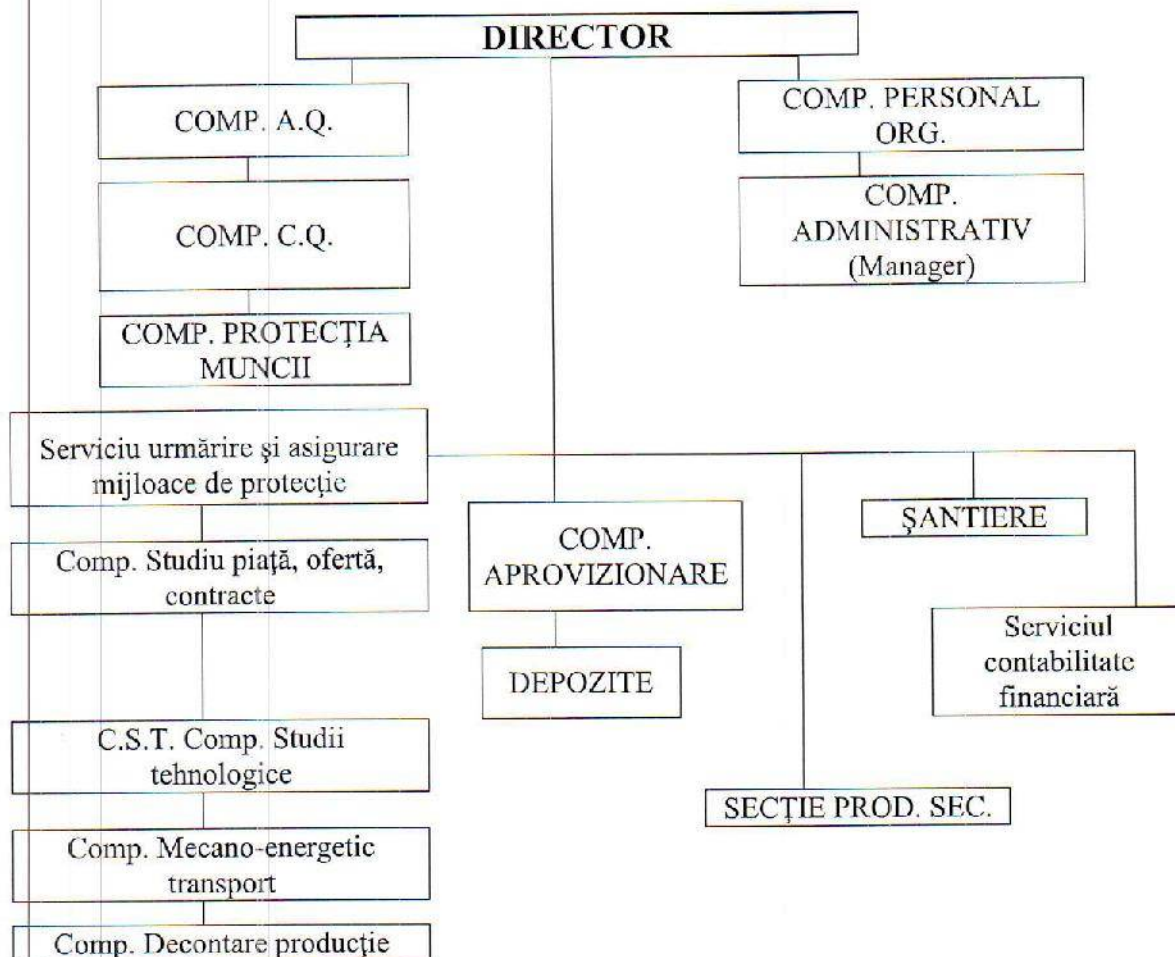 DIRECTOR
COMP. A.Q.
COMP. C.Q.
COMP. PROTECȚIA
MUNCII
COMP. PERSONAL
ORG.
COMP.
ADMINISTRATIV
(Manager)
Serviciu urmărire şi asigurare
mijloace de protecție
Comp. Studiu piață, ofertă,
contracte
C.S.T. Comp. Studii
tehnologice
Comp. Mecano-energetic
transport
Comp. Decontare producție
COMP.
APROVIZIONARE
DEPOZITE
ŞANTIERE
Serviciul
contabilitate
financiară
SECȚIE PROD. SEC.